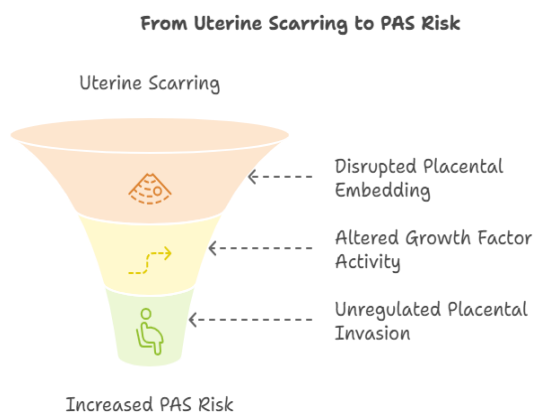 From Uterine Scarring to PAS Risk
Uterine Scarring
Disrupted Placental
Embedding
Altered Growth Factor
Activity
Unregulated Placental
Invasion
Increased PAS Risk